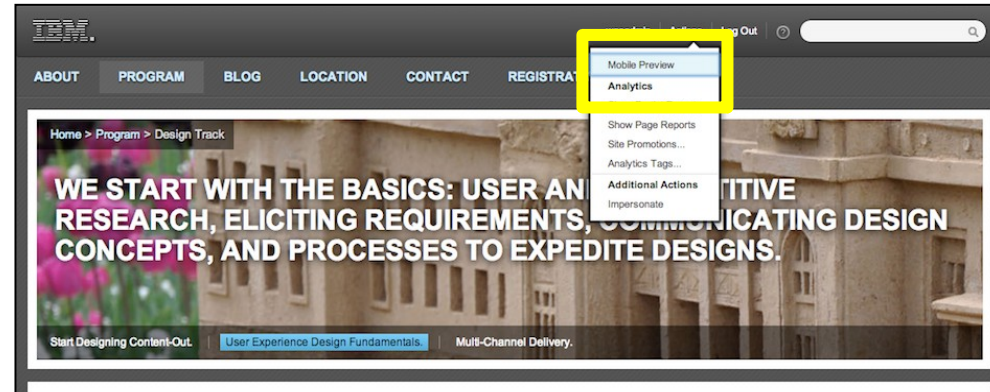 IBM.
Log Out
ABOUT PROGRAM BLOG LOCATION CONTACT
Mobile Preview
Analytics
Show Page Reports
Site Promotions...
Analytics Tags...
Additional Actions
Impersonate
Home > Program > Design Track
WE START WITH THE BASICS: USER
RESEARCH, ELICITING REQUIREMENTS, COMMUNICATING DESIGN
CONCEPTS, AND PROCESSES TO EXPEDITE DESIGNS.
Start Designing Content-Out. User Experience Design Fundamentals. Multi-Channel Delivery.